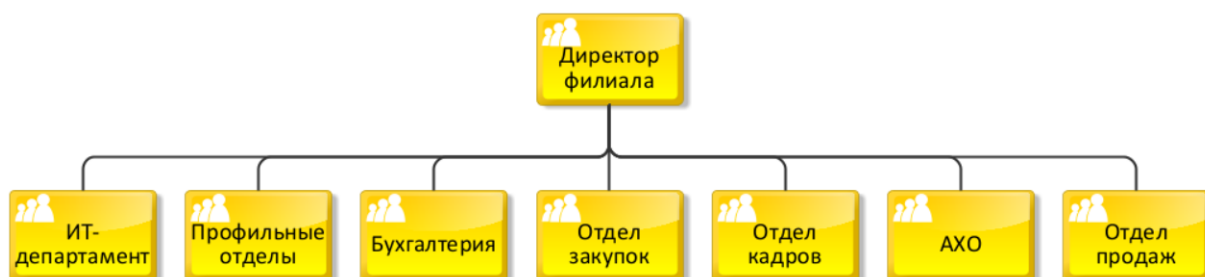 Директор
филиала
ИТ-
департамент
Профильные
отделы
Бухгалтерия
Отдел
закупок
Отдел
кадров
АХО
Отдел
продаж